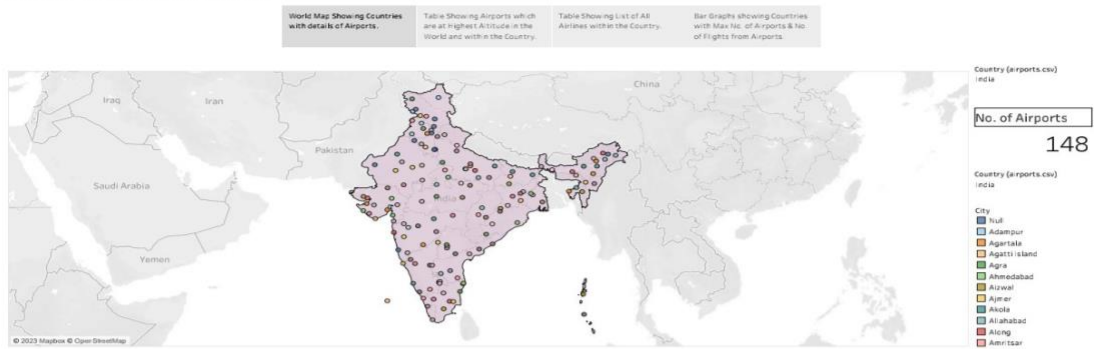 World Map Showing Countries
with details of Airports.
Table Showing Airports which
are at Highest Altitude in the
World and within the Country.
Table Showing List of All
Airlines within the Country.
Bar Graphs showing Countries
with Max No. of Airports & No
of Flights from Airports
Iraq
Iran
China
Pakistan
Saudi Arabia
India
Yemen
© 2023 Mapbox © OpenStreetMap
Country (airports.csv)
India
No. of Airports
148
Country (airports.csv)
India
City
Null
Adampur
Agartala
Agatti Island
Agra
Ahmedabad
Aizwal
Ajmer
Akola
Allahabad
Along
Amritsar